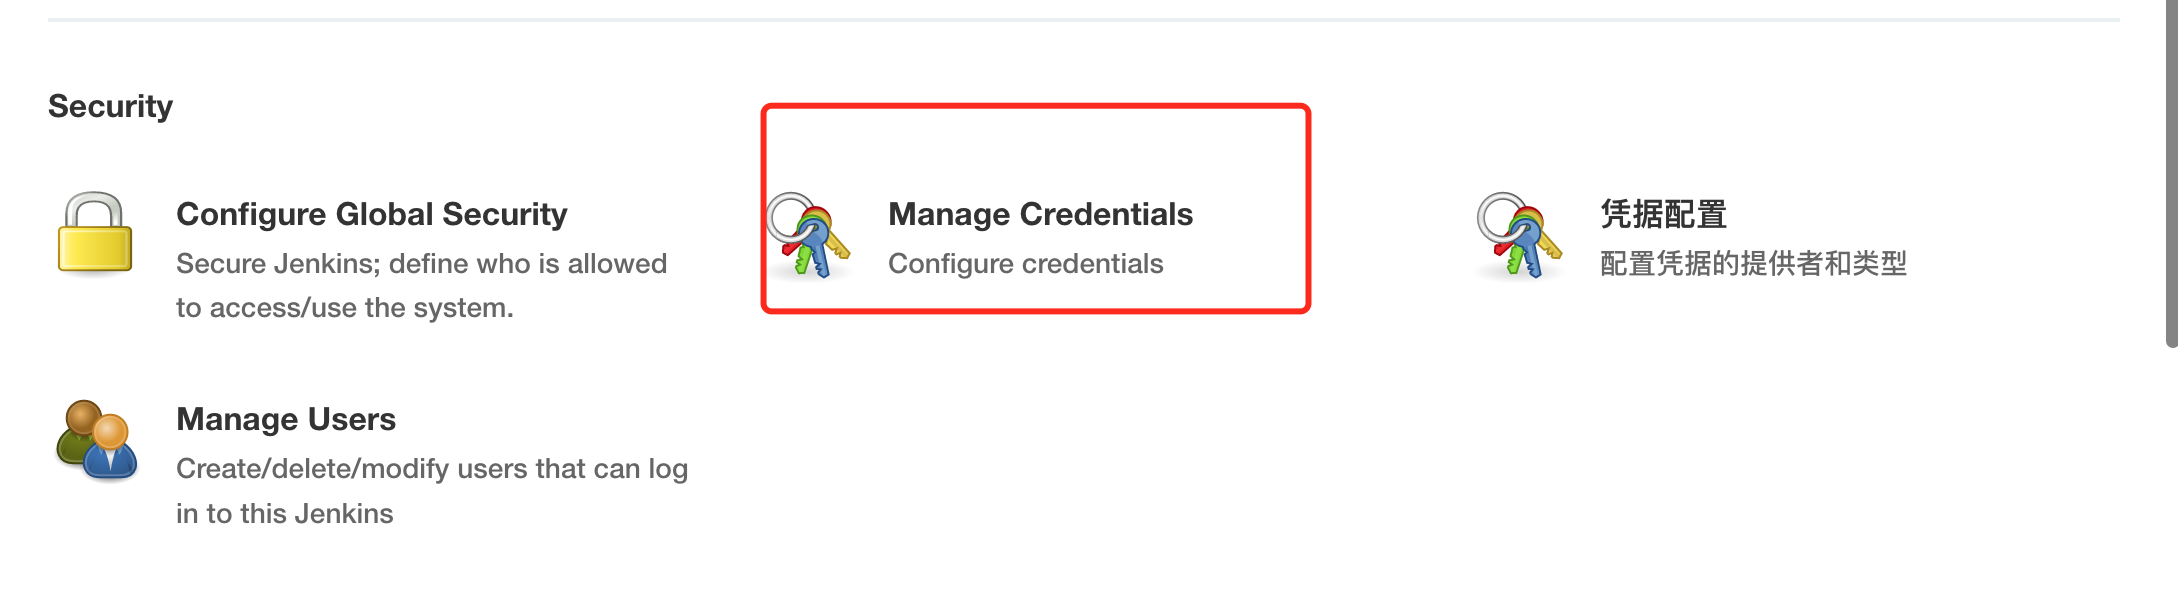 Security
Configure Global Security
Secure Jenkins; define who is allowed
to access/use the system.
Manage Credentials
Configure credentials
凭据配置
配置凭据的提供者和类型
Manage Users
Create/delete/modify users that can log
in to this Jenkins